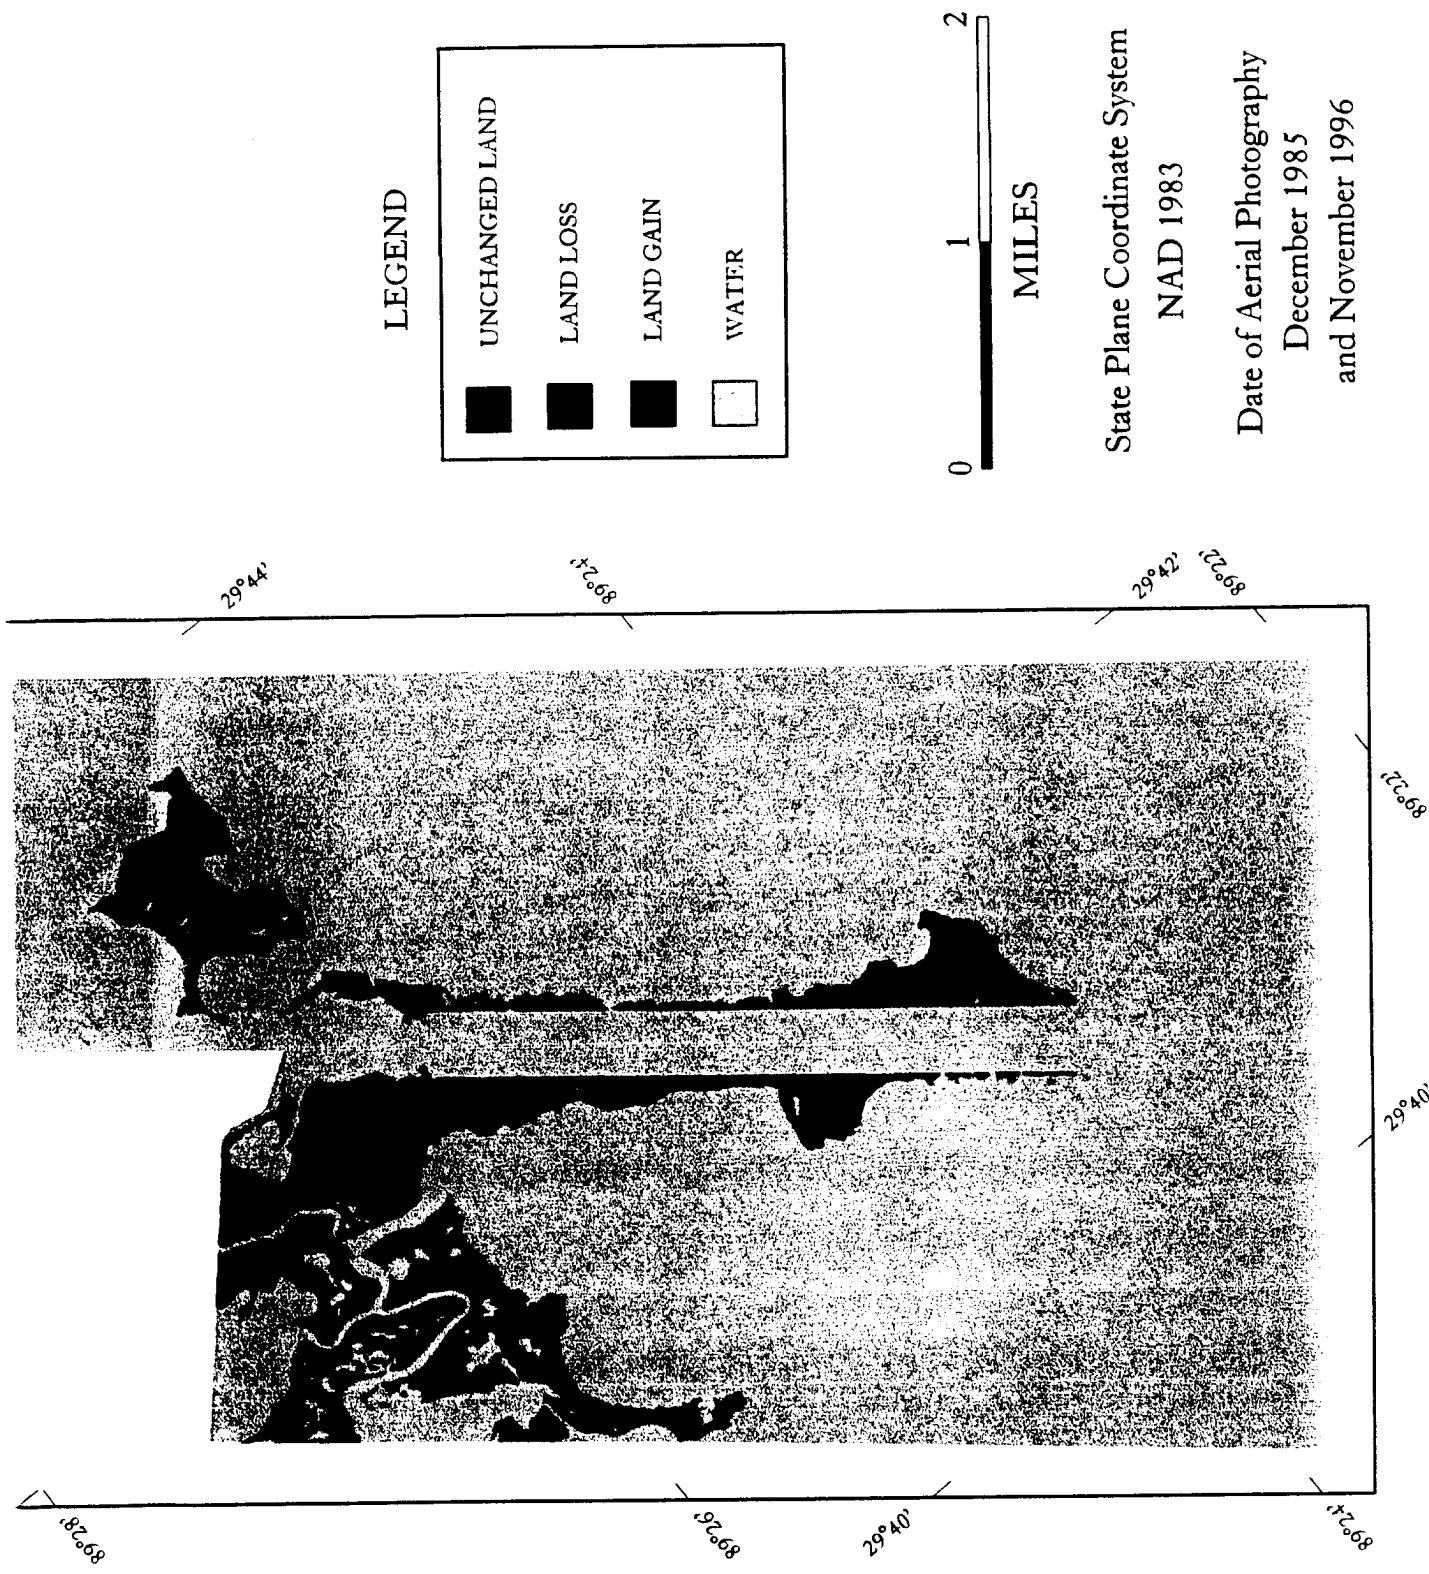 LEGEND
UNCHANGED LAND
LAND LOSS
LAND GAIN
WATER
0 1 2
MILES
State Plane Coordinate System
NAD 1983
Date of Aerial Photography
December 1985
and November 1996
29°44'
89°24'
29°42'
89°22'
89°22'
29°40'
89°28'
89°26'
29°40'
89°24'